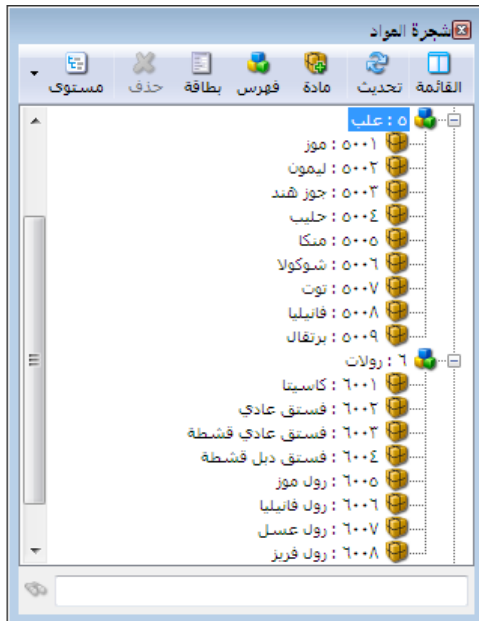 شجرة المواد
القائمة تحديث مادة فهرس بطاقة حذف مستوى
٥ : علب
٥٠٠١ : موز
٥٠٠٢ : ليمون
٥٠٠٣ : جوز هند
٥٠٠٤ : حليب
٥٠٠٥ : منكا
٥٠٠٦ : شوكولا
٥٠٠٧ : توت
٥٠٠٨ : فانيليا
٥٠٠٩ : برتقال
٦ : رولات
٦٠٠١ : كاسيتا
٦٠٠٢ : فستق عادي
٦٠٠٣ : فستق عادي قشطة
٦٠٠٤ : فستق دبل قشطة
٦٠٠٥ : رول موز
٦٠٠٦ : رول فانيليا
٦٠٠٧ : رول عسل
٦٠٠٨ : رول فريز